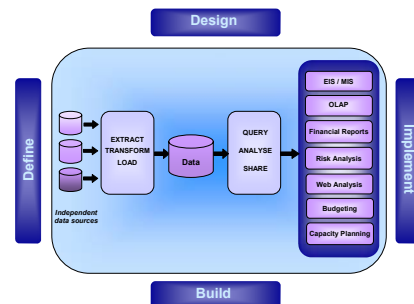 Design
Define
EXTRACT
TRANSFORM
LOAD
Data
QUERY
ANALYSE
SHARE
EIS / MIS
OLAP
Financial Reports
Risk Analysis
Web Analysis
Budgeting
Capacity Planning
Implement
Independent
data sources
Build